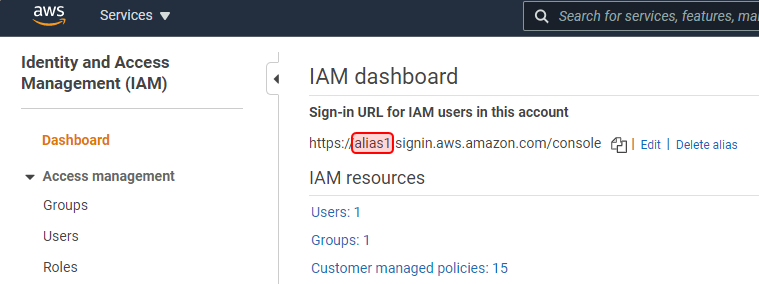 aws
Services
Search for services, features, ma
Identity and Access
Management (IAM)
Dashboard
Access management
Groups
Users
Roles
IAM dashboard
Sign-in URL for IAM users in this account
https://alias1.signin.aws.amazon.com/console | Edit | Delete alias
IAM resources
Users: 1
Groups: 1
Customer managed policies: 15